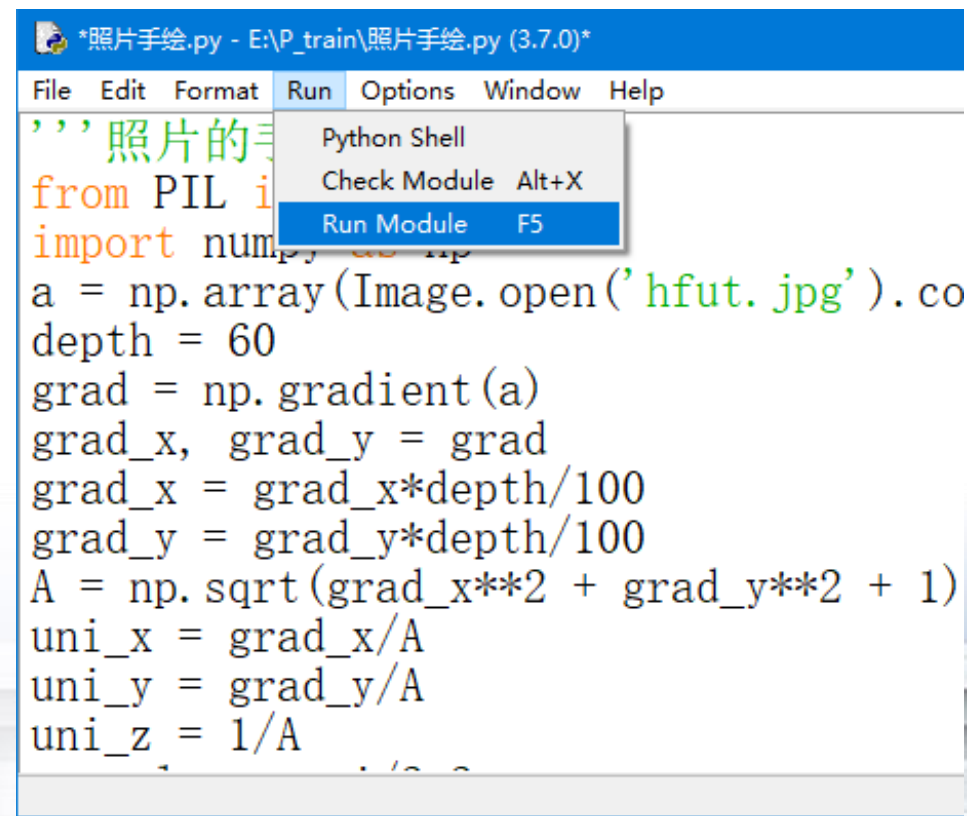 *照片手绘.py - E:\P_train\照片手绘.py (3.7.0)*
File Edit Format Run Options Window Help
Python Shell
Check Module Alt+X
Run Module F5
'''照片的
from PIL
import num as np
a = np.array(Image.open('hfut.jpg').co
depth = 60
grad = np.gradient(a)
grad_x, grad_y = grad
grad_x = grad_x*depth/100
grad_y = grad_y*depth/100
A = np.sqrt(grad_x**2 + grad_y**2 + 1)
uni_x = grad_x/A
uni_y = grad_y/A
uni_z = 1/A